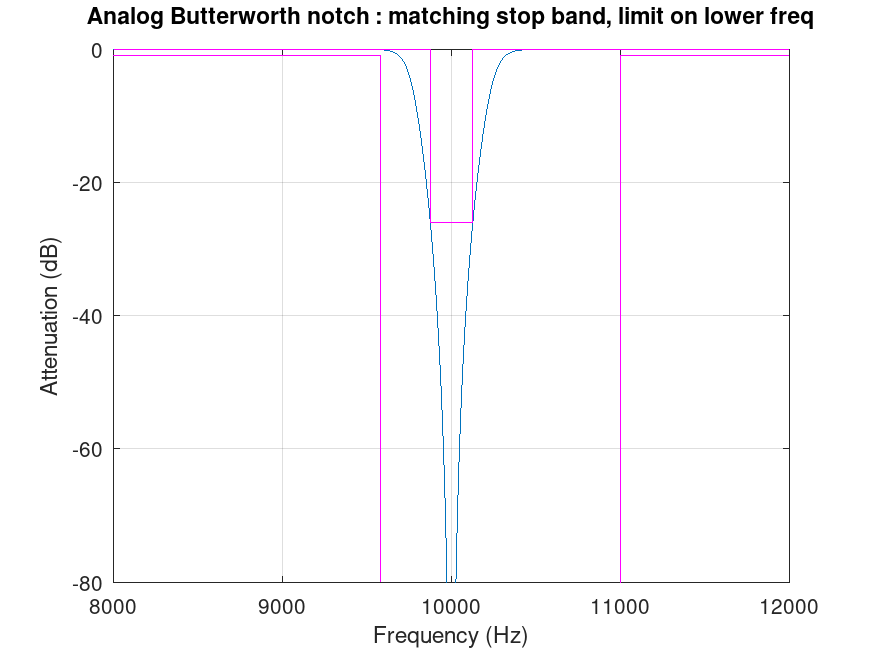 Analog Butterworth notch : matching stop band, limit on lower freq
0
-20
-40
-60
-80
Attenuation (dB)
8000 9000 10000 11000 12000
Frequency (Hz)